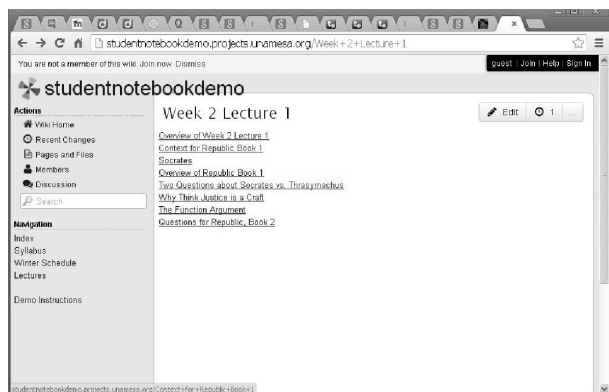 studentnotebookdemo.projects.unamesa.org/Week+2+Lecture+1
You are not a member of this wiki. Join now Dismiss
guest | Join | Help | Sign In
studentnotebookdemo
Actions
Wiki Home
Recent Changes
Pages and Files
Members
Discussion
Search
Navigation
Index
Syllabus
Winter Schedule
Lectures
Demo Instructions
Week 2 Lecture 1
Edit
1
...
Overview of Week 2 Lecture 1
Context for Republic Book 1
Socrates
Overview of Republic Book 1
Two Questions about Socrates vs. Thrasymachus
Why Think Justice is a Craft
The Function Argument
Questions for Republic, Book 2
studentnotebookdemo.projects.unamesa.org/Context+for+Republic+Book+1